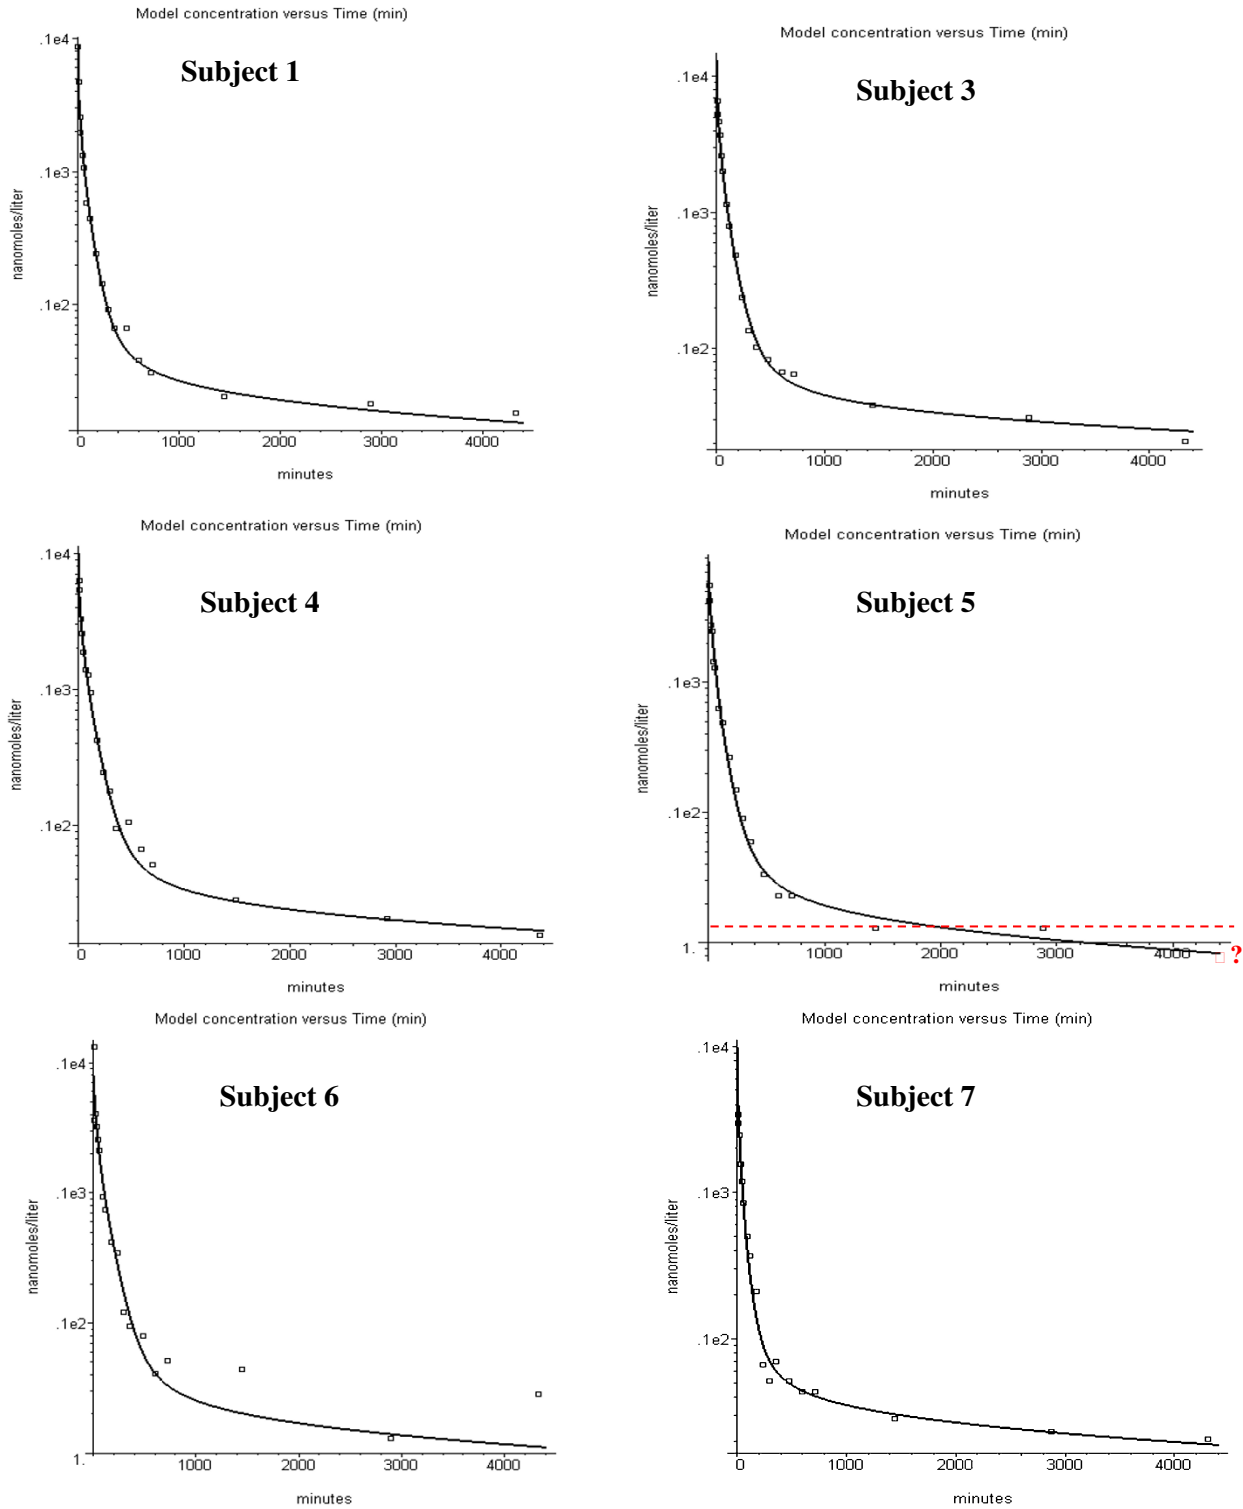 Model concentration versus Time (min)
Subject 1
nanomoles/liter
.1e4
.1e3
.1e2
0 1000 2000 3000 4000
minutes
Model concentration versus Time (min)
Subject 3
nanomoles/liter
.1e4
.1e3
.1e2
0 1000 2000 3000 4000
minutes
Model concentration versus Time (min)
Subject 4
nanomoles/liter
.1e4
.1e3
.1e2
0 1000 2000 3000 4000
minutes
Model concentration versus Time (min)
Subject 5
nanomoles/liter
.1e3
.1e2
1.
0 1000 2000 3000 4000
?
minutes
Model concentration versus Time (min)
Subject 6
nanomoles/liter
.1e4
.1e3
.1e2
1.
0 1000 2000 3000 4000
minutes
Model concentration versus Time (min)
Subject 7
nanomoles/liter
.1e4
.1e3
.1e2
0 1000 2000 3000 4000
minutes